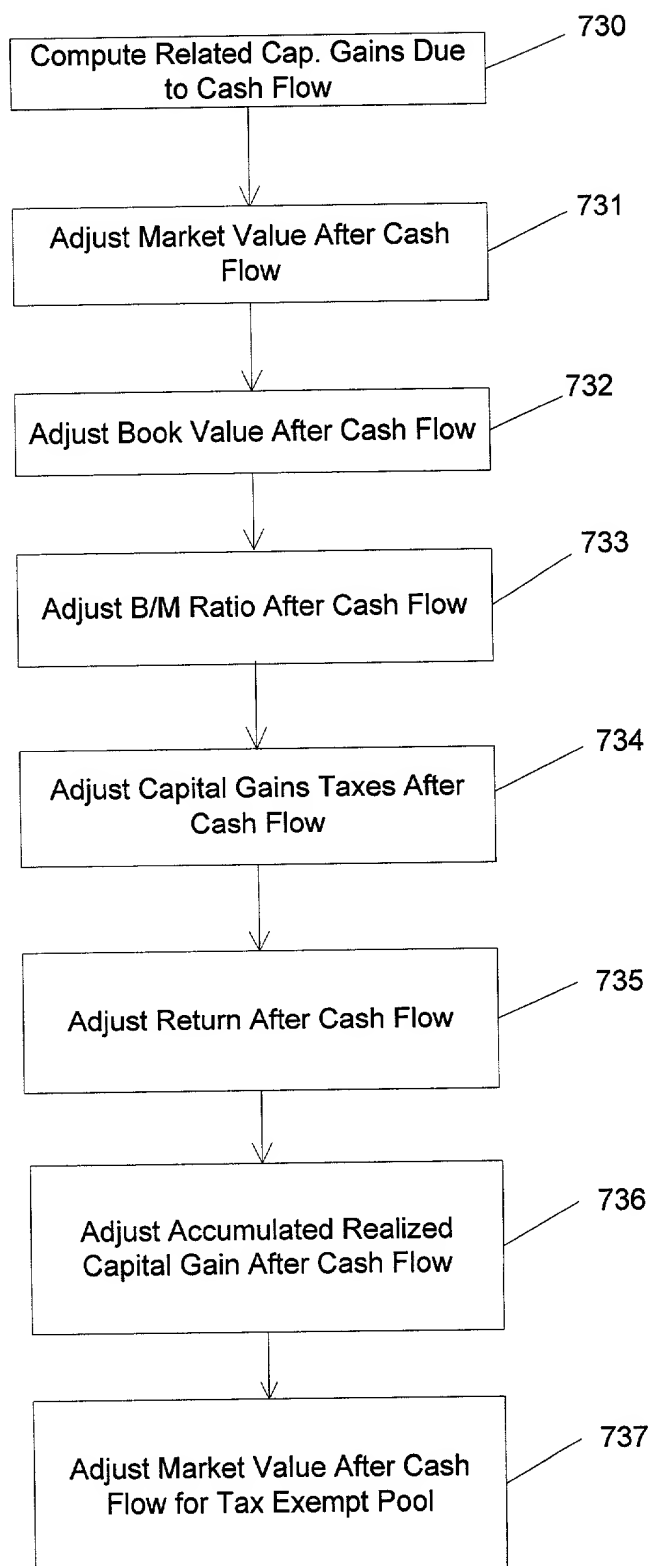 730
Compute Related Cap. Gains Due
to Cash Flow
731
Adjust Market Value After Cash
Flow
732
Adjust Book Value After Cash Flow
733
Adjust B/M Ratio After Cash Flow
734
Adjust Capital Gains Taxes After
Cash Flow
735
Adjust Return After Cash Flow
736
Adjust Accumulated Realized
Capital Gain After Cash Flow
737
Adjust Market Value After Cash
Flow for Tax Exempt Pool